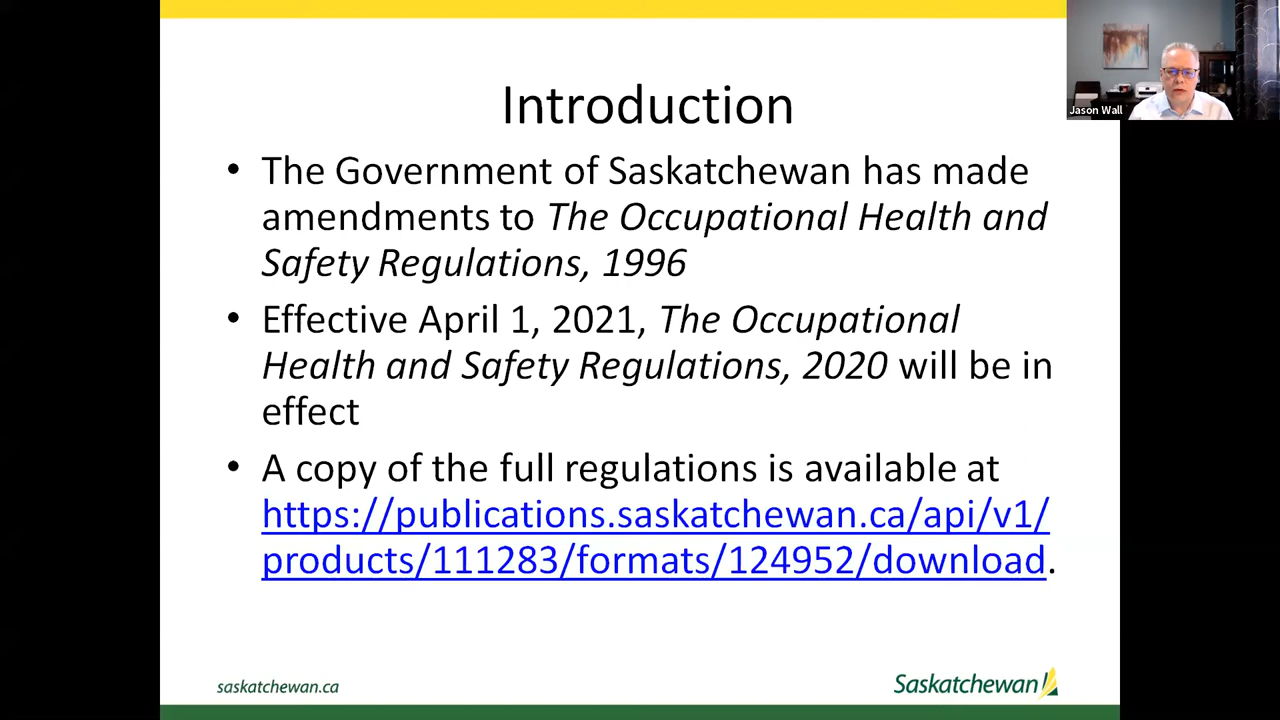 Introduction
• The Government of Saskatchewan has made
amendments to The Occupational Health and
Safety Regulations, 1996
• Effective April 1, 2021, The Occupational
Health and Safety Regulations, 2020 will be in
effect
• A copy of the full regulations is available at
https://publications.saskatchewan.ca/api/v1/
products/111283/formats/124952/download.
saskatchewan.ca
Saskatchewan
Jason Wall